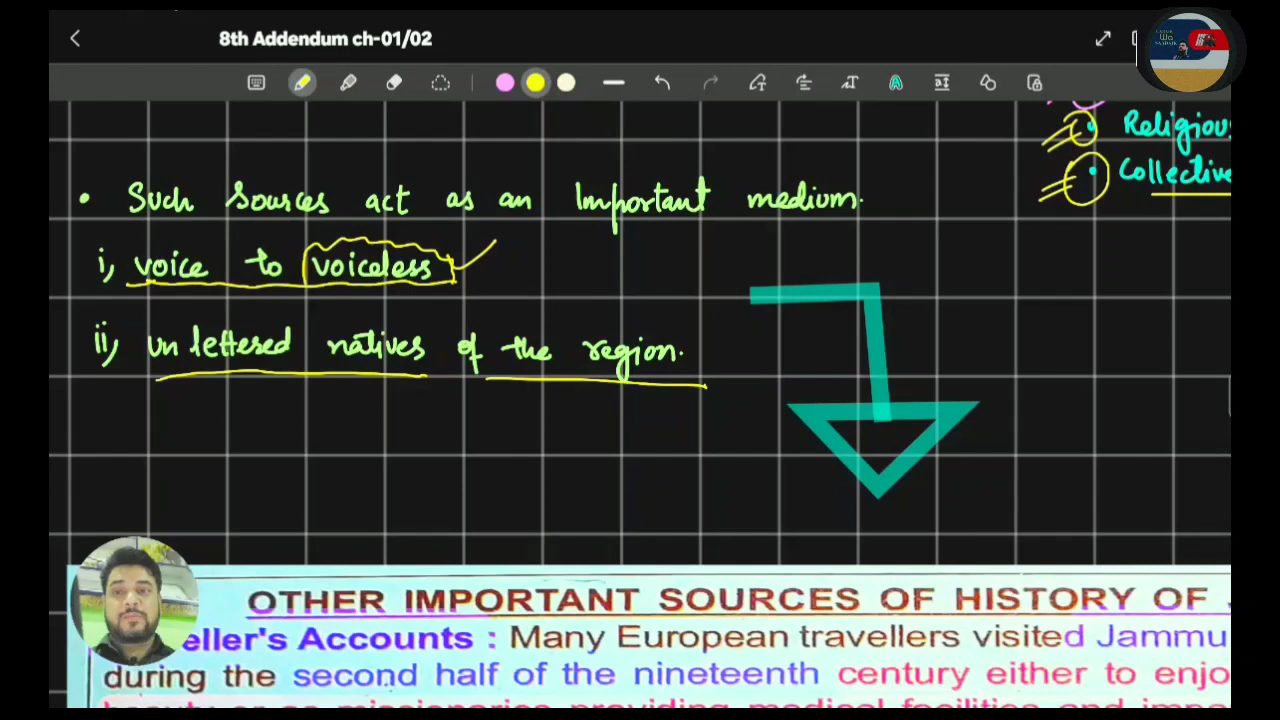 8th Addendum ch-01/02
Religious
Collective
• Such sources act as an Important medium.
i, voice to voiceless
ii, unlettered natives of the region.
OTHER IMPORTANT SOURCES OF HISTORY OF
eller's Accounts : Many European travellers visited Jammu
during the second half of the nineteenth century either to enjo